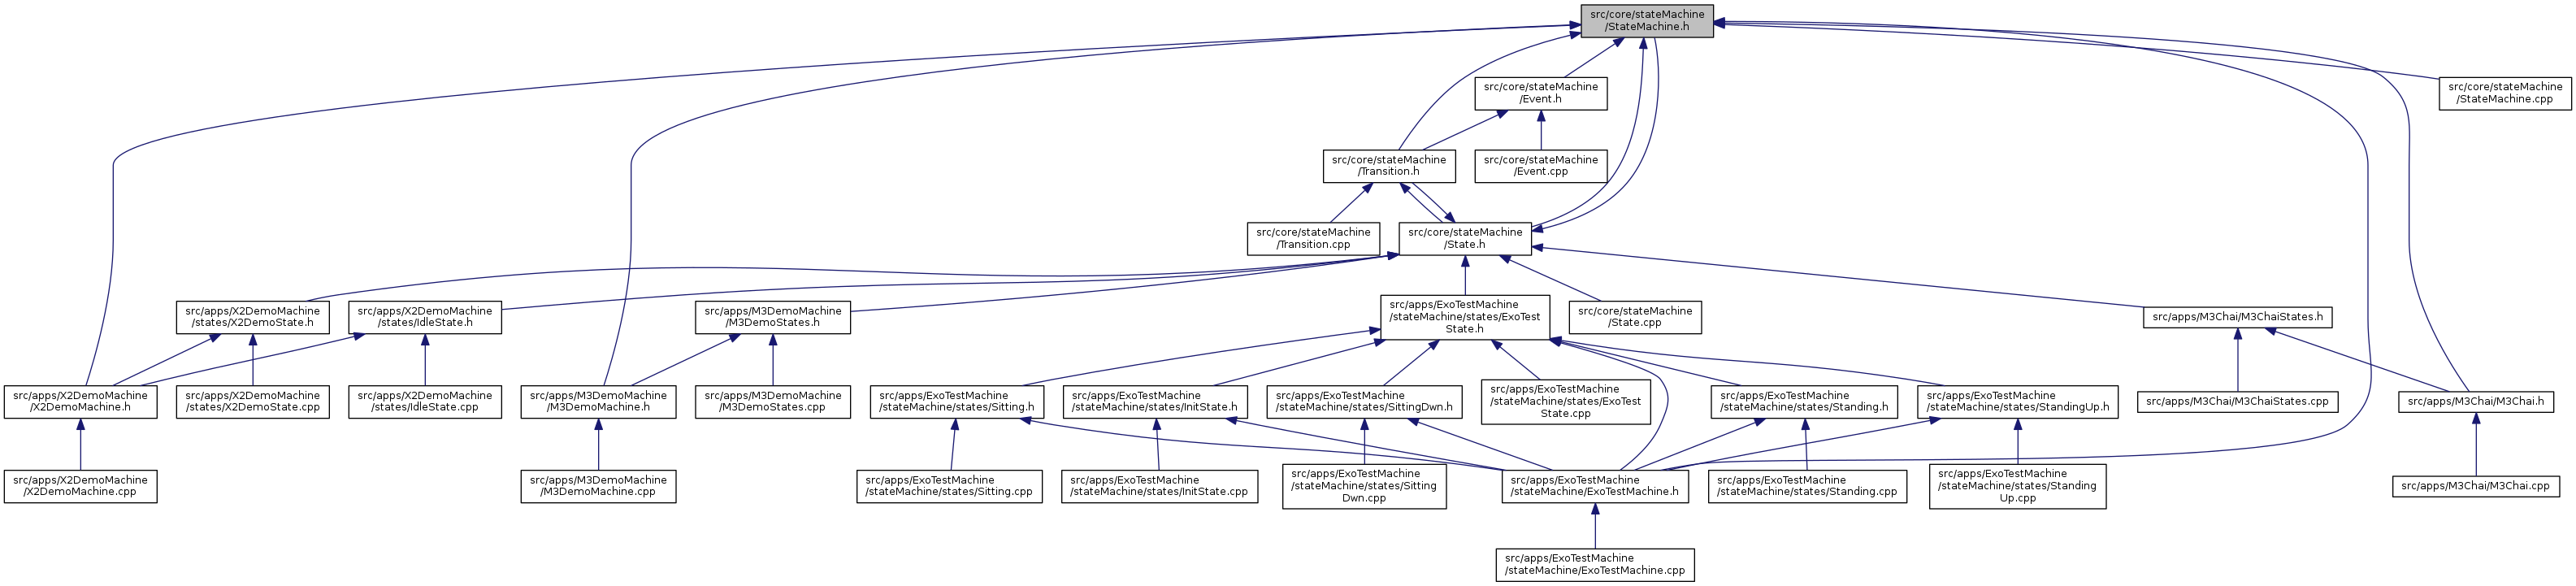 src/core/stateMachine
/StateMachine.h
src/core/stateMachine
/Event.h
src/core/stateMachine
/StateMachine.cpp
src/core/stateMachine
/Transition.h
src/core/stateMachine
/Event.cpp
src/core/stateMachine
/Transition.cpp
src/core/stateMachine
/State.h
src/apps/X2DemoMachine
/states/X2DemoState.h
src/apps/X2DemoMachine
/states/IdleState.h
src/apps/M3DemoMachine
/M3DemoStates.h
src/apps/ExoTestMachine
/stateMachine/states/ExoTest
State.h
src/core/stateMachine
/State.cpp
src/apps/M3Chai/M3ChaiStates.h
src/apps/X2DemoMachine
/X2DemoMachine.h
src/apps/X2DemoMachine
/states/X2DemoState.cpp
src/apps/X2DemoMachine
/states/IdleState.cpp
src/apps/M3DemoMachine
/M3DemoMachine.h
src/apps/M3DemoMachine
/M3DemoStates.cpp
src/apps/ExoTestMachine
/stateMachine/states/Sitting.h
src/apps/ExoTestMachine
/stateMachine/states/InitState.h
src/apps/ExoTestMachine
/stateMachine/states/SittingDwn.h
src/apps/ExoTestMachine
/stateMachine/states/ExoTest
State.cpp
src/apps/ExoTestMachine
/stateMachine/states/Standing.h
src/apps/ExoTestMachine
/stateMachine/states/StandingUp.h
src/apps/M3Chai/M3ChaiStates.cpp
src/apps/M3Chai/M3Chai.h
src/apps/X2DemoMachine
/X2DemoMachine.cpp
src/apps/M3DemoMachine
/M3DemoMachine.cpp
src/apps/ExoTestMachine
/stateMachine/states/Sitting.cpp
src/apps/ExoTestMachine
/stateMachine/states/InitState.cpp
src/apps/ExoTestMachine
/stateMachine/states/Sitting
Dwn.cpp
src/apps/ExoTestMachine
/stateMachine/ExoTestMachine.h
src/apps/ExoTestMachine
/stateMachine/states/Standing.cpp
src/apps/ExoTestMachine
/stateMachine/states/Standing
Up.cpp
src/apps/M3Chai/M3Chai.cpp
src/apps/ExoTestMachine
/stateMachine/ExoTestMachine.cpp